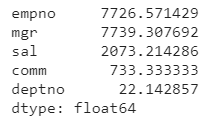 empno 7726.571429
mgr 7739.307692
sal 2073.214286
comm 733.333333
deptno 22.142857
dtype: float64